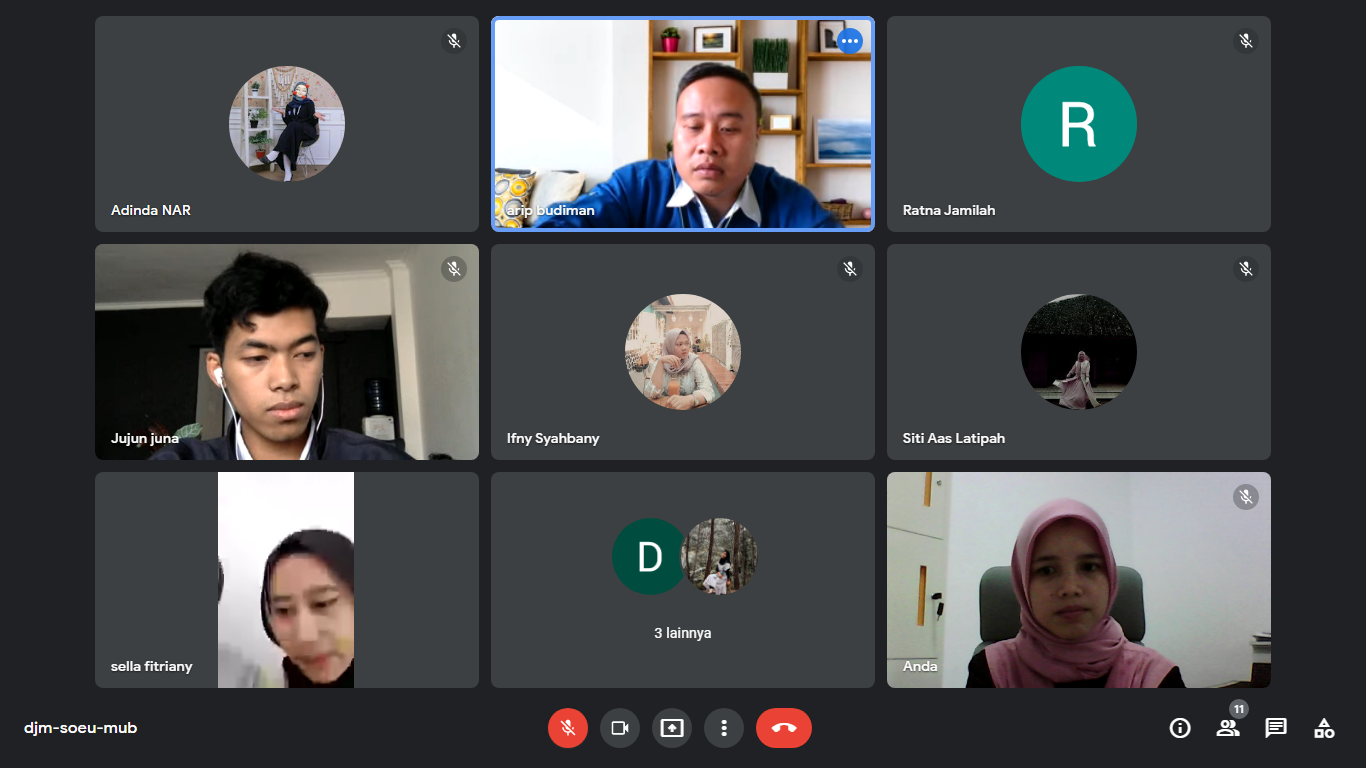 Adinda NAR
arip budiman
R
Ratna Jamilah
Jujun juna
Ifny Syahbany
Siti Aas Latipah
sella fitriany
D
3 lainnya
Anda
djm-soeu-mub
11